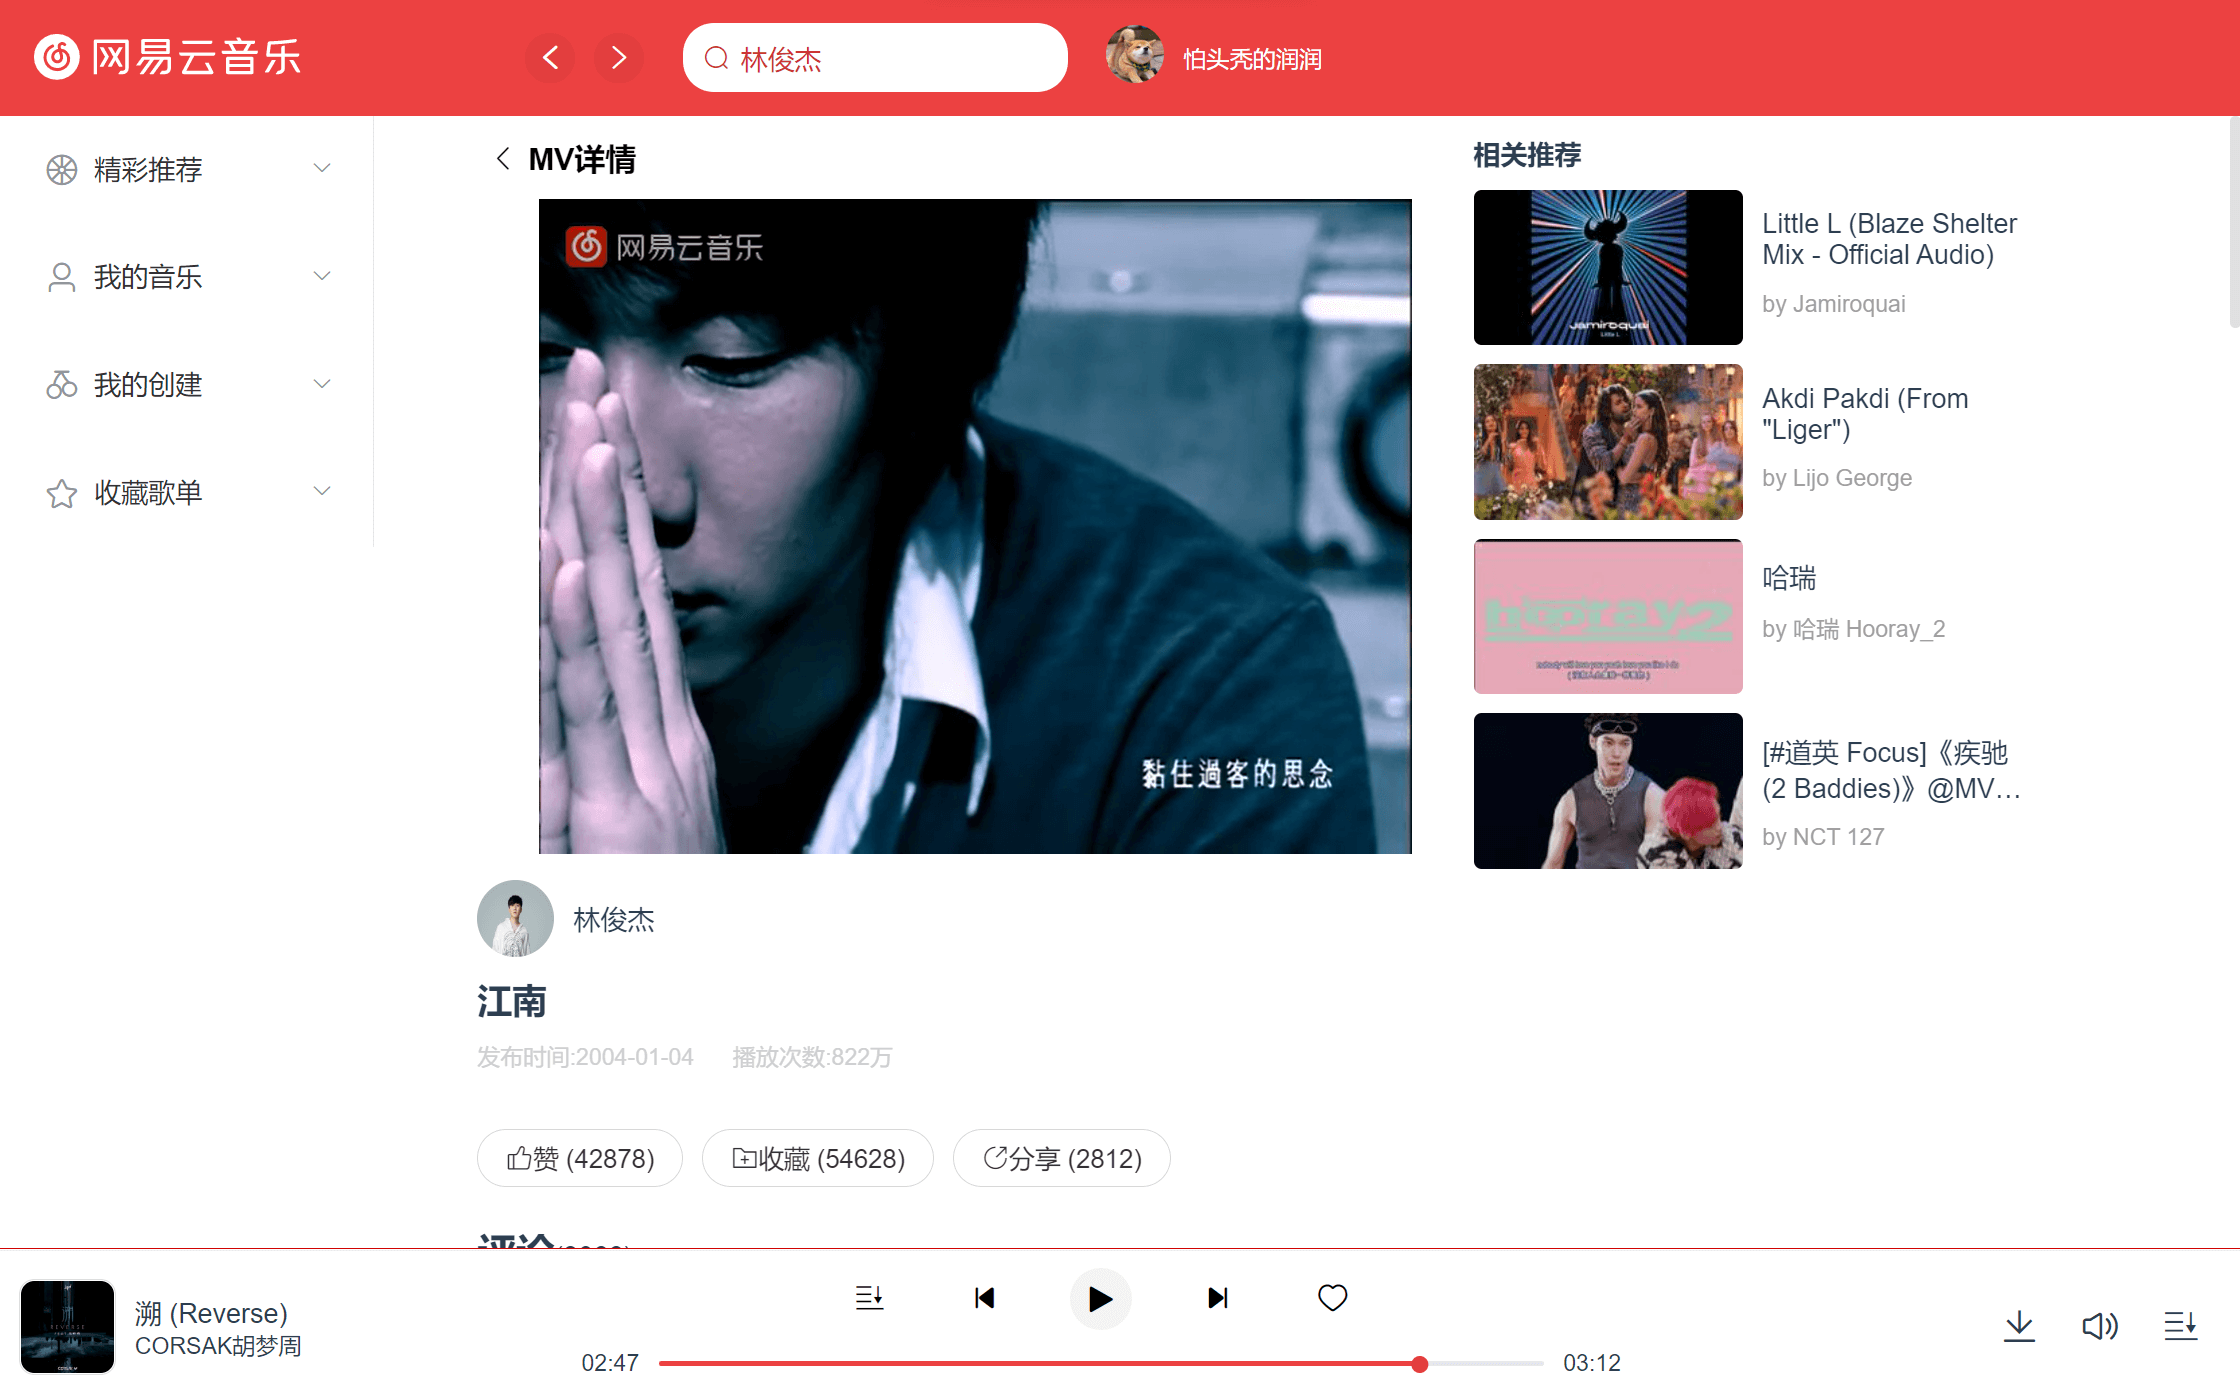 网易云音乐
林俊杰
怕头秃的润润
精彩推荐
我的音乐
我的创建
收藏歌单
MV详情
网易云音乐
黏住過客的思念
林俊杰
江南
发布时间:2004-01-04 播放次数:822万
赞 (42878) 收藏 (54628) 分享 (2812)
评论
相关推荐
Jamiroquai
Little L
Little L (Blaze Shelter
Mix - Official Audio)
by Jamiroquai
Akdi Pakdi (From
"Liger")
by Lijo George
hooray2
哈瑞
by 哈瑞 Hooray_2
[#道英 Focus]《疾驰
(2 Baddies)》@MV…
by NCT 127
REVERSE
溯 (Reverse)
CORSAK胡梦周
02:47
03:12